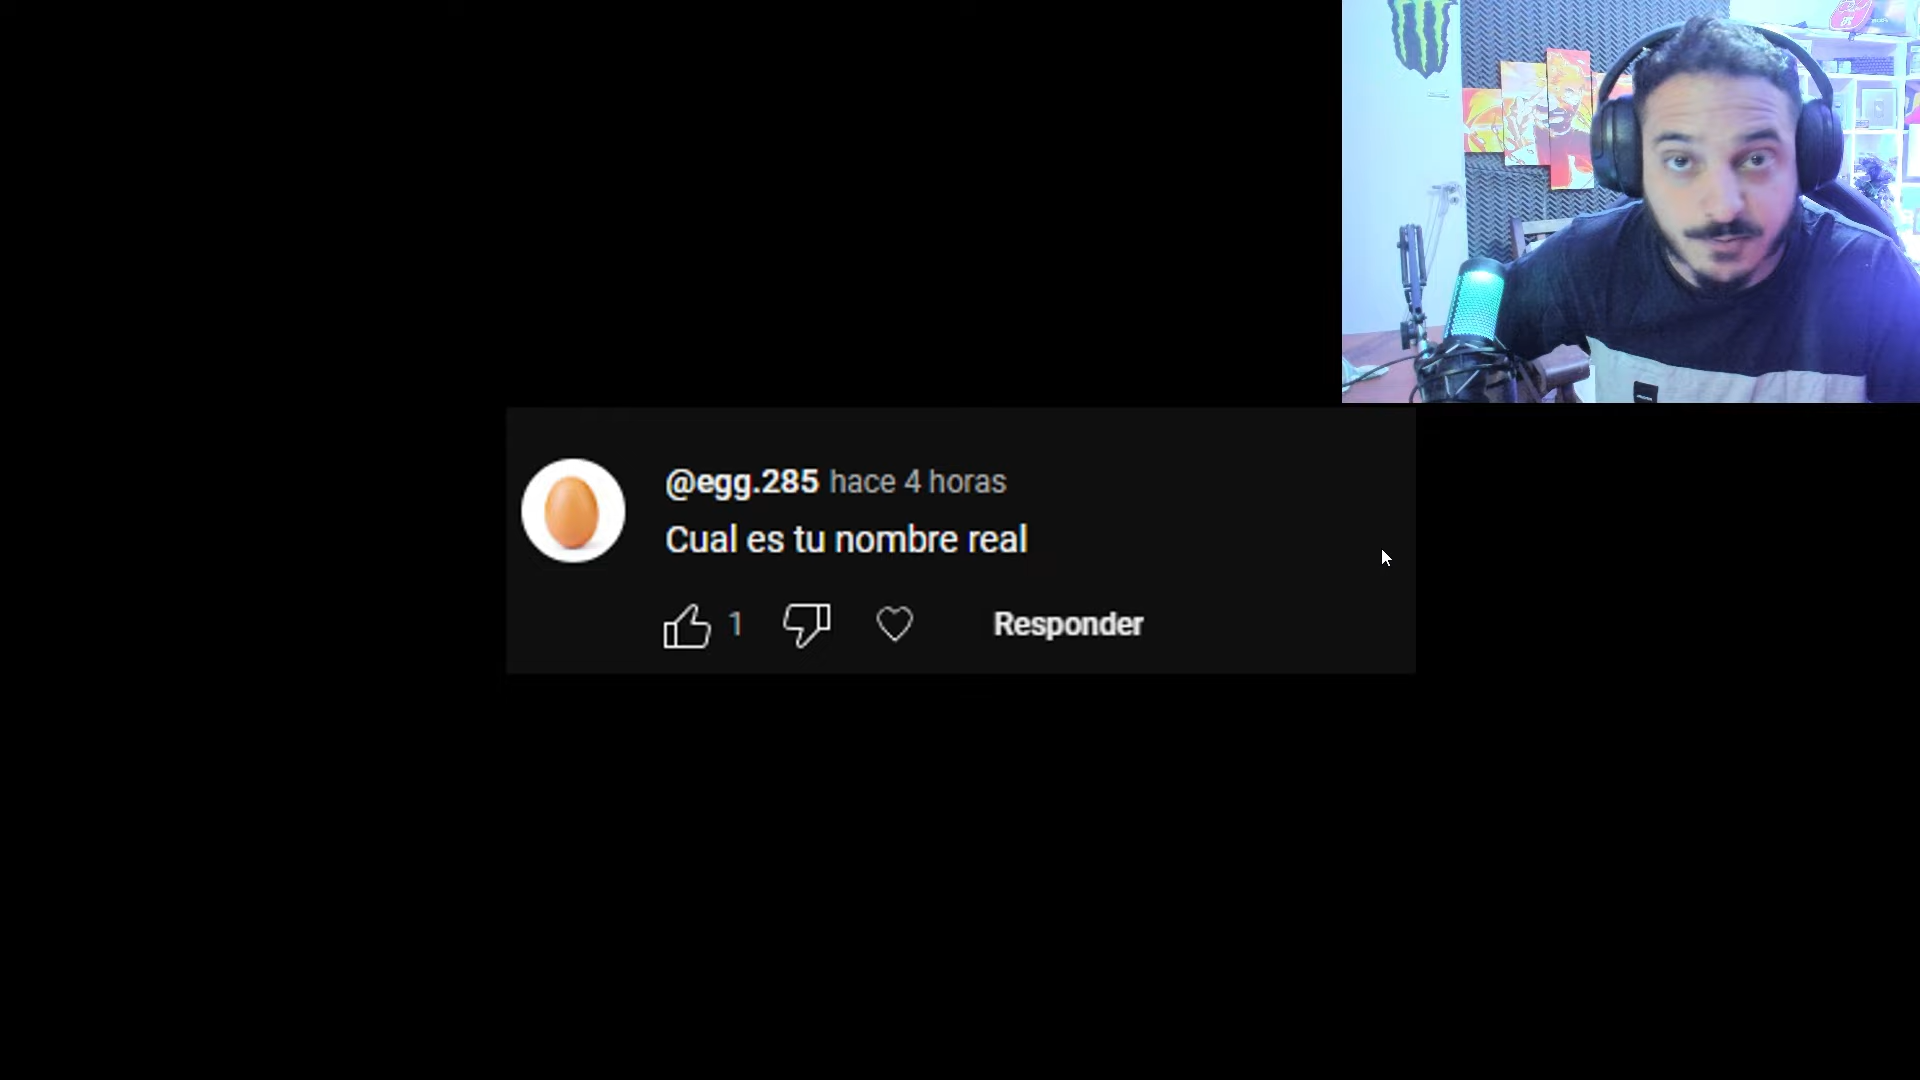 @egg.285 hace 4 horas
Cual es tu nombre real
1
Responder